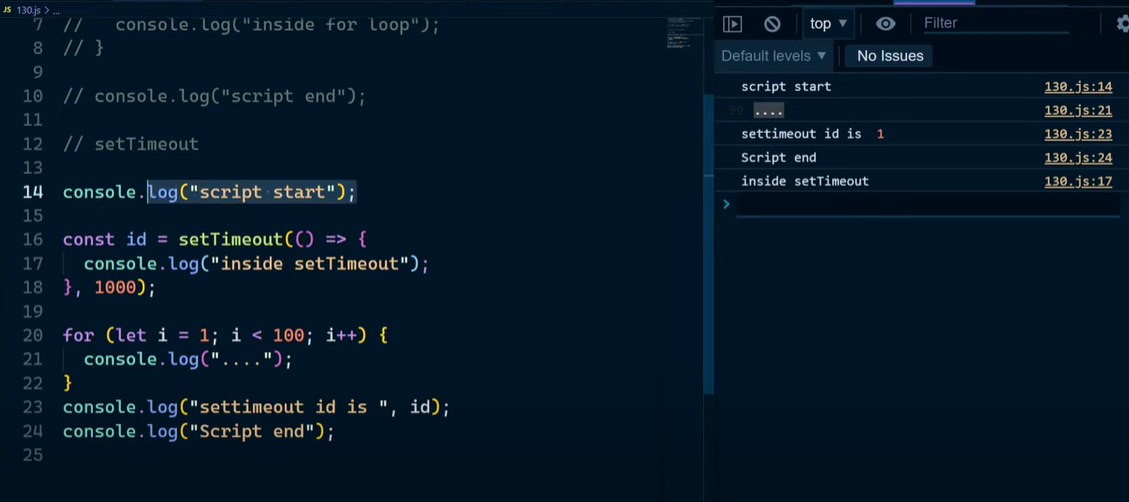 JS 130.js > ...
7 //   console.log("inside for loop");
8 // }
9
10 // console.log("script end");
11
12 // setTimeout
13
14 console.log("script start");
15
16 const id = setTimeout(() => {
17   console.log("inside setTimeout");
18 }, 1000);
19
20 for (let i = 1; i < 100; i++) {
21   console.log("....");
22 }
23 console.log("settimeout id is ", id);
24 console.log("Script end");
25
top ▼ Filter
Default levels ▼ No Issues
script start 130.js:14
99 .... 130.js:21
settimeout id is  1 130.js:23
Script end 130.js:24
inside setTimeout 130.js:17
>